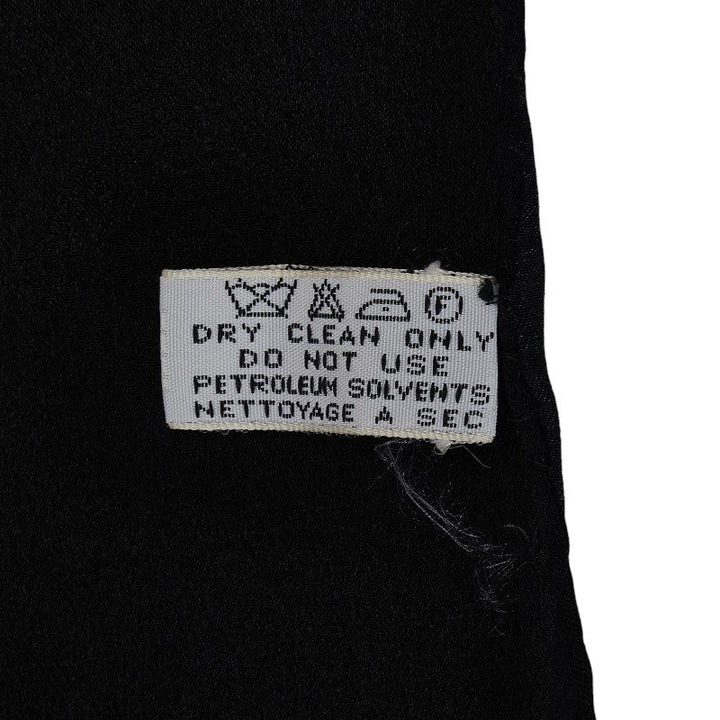 F
DRY CLEAN ONLY
DO NOT USE
PETROLEUM SOLVENTS
NETTOYAGE A SEC